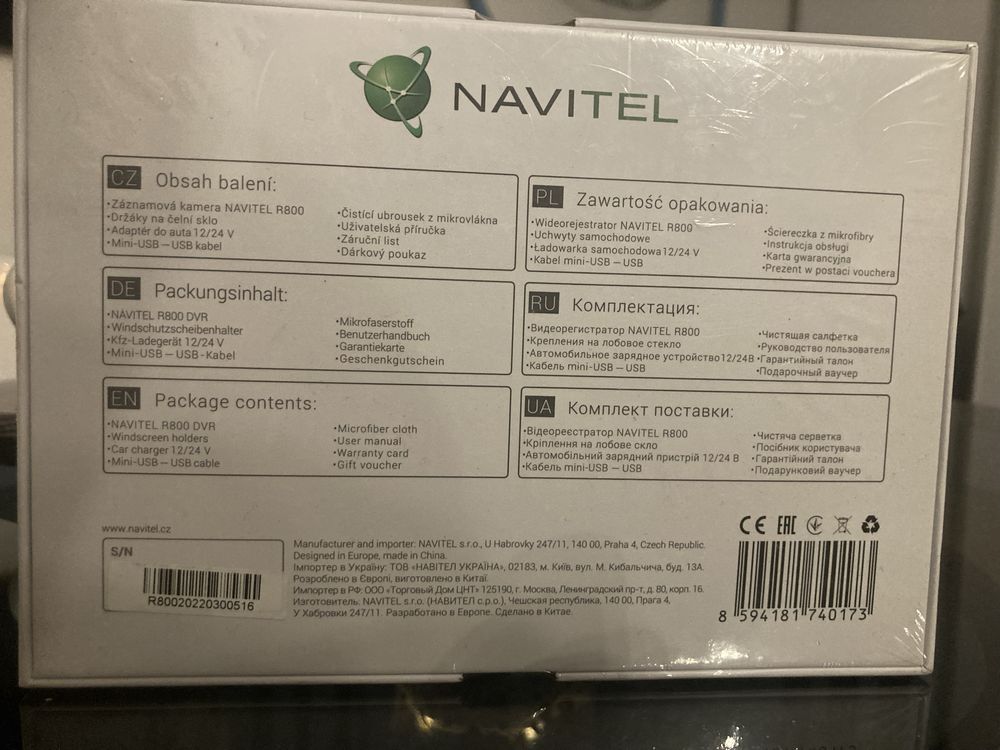 NAVITEL
CZ Obsah balení:
•Záznamová kamera NAVITEL R800
•Držáky na čelní sklo
•Adaptér do auta 12/24 V
•Mini-USB — USB kabel
•Čistící ubrousek z mikrovlákna
•Uživatelská příručka
•Záruční list
•Dárkový poukaz
PL Zawartość opakowania:
•Wideorejestrator NAVITEL R800
•Uchwyty samochodowe
•Ładowarka samochodowa 12/24 V
•Kabel mini-USB — USB
•Ściereczka z mikrofibry
•Instrukcja obsługi
•Karta gwarancyjna
•Prezent w postaci vouchera
DE Packungsinhalt:
•NAVITEL R800 DVR
•Windschutzscheibenhalter
•Kfz-Ladegerät 12/24 V
•Mini-USB — USB-Kabel
•Mikrofaserstoff
•Benutzerhandbuch
•Garantiekarte
•Geschenkgutschein
RU Комплектация:
•Видеорегистратор NAVITEL R800
•Крепления на лобовое стекло
•Автомобильное зарядное устройство 12/24В
•Кабель mini-USB — USB
•Чистящая салфетка
•Руководство пользователя
•Гарантийный талон
•Подарочный ваучер
EN Package contents:
•NAVITEL R800 DVR
•Windscreen holders
•Car charger 12/24 V
•Mini-USB — USB cable
•Microfiber cloth
•User manual
•Warranty card
•Gift voucher
UA Комплект поставки:
•Відеореєстратор NAVITEL R800
•Кріплення на лобове скло
•Автомобільний зарядний пристрій 12/24 В
•Кабель mini-USB — USB
•Чистяча серветка
•Посібник користувача
•Гарантійний талон
•Подарунковий ваучер
www.navitel.cz
S/N
R80020220300516
Manufacturer and importer: NAVITEL s.r.o., U Habrovky 247/11, 140 00, Praha 4, Czech Republic.
Designed in Europe, made in China.
Імпортер в Україну: ТОВ «НАВІТЕЛ УКРАЇНА», 02183, м. Київ, вул. М. Кибальчича, буд. 13А.
Розроблено в Європі, виготовлено в Китаї.
Импортер в РФ: ООО «Торговый Дом ЦНТ» 125190, г. Москва, Ленинградский пр-т, д. 80, корп. 16.
Изготовитель: NAVITEL s.r.o. (НАВИТЕЛ с.р.о.), Чешская республика, 140 00, Прага 4,
У Хабровки 247/11. Разработано в Европе. Сделано в Китае.
CE EAC
8 594181 740173